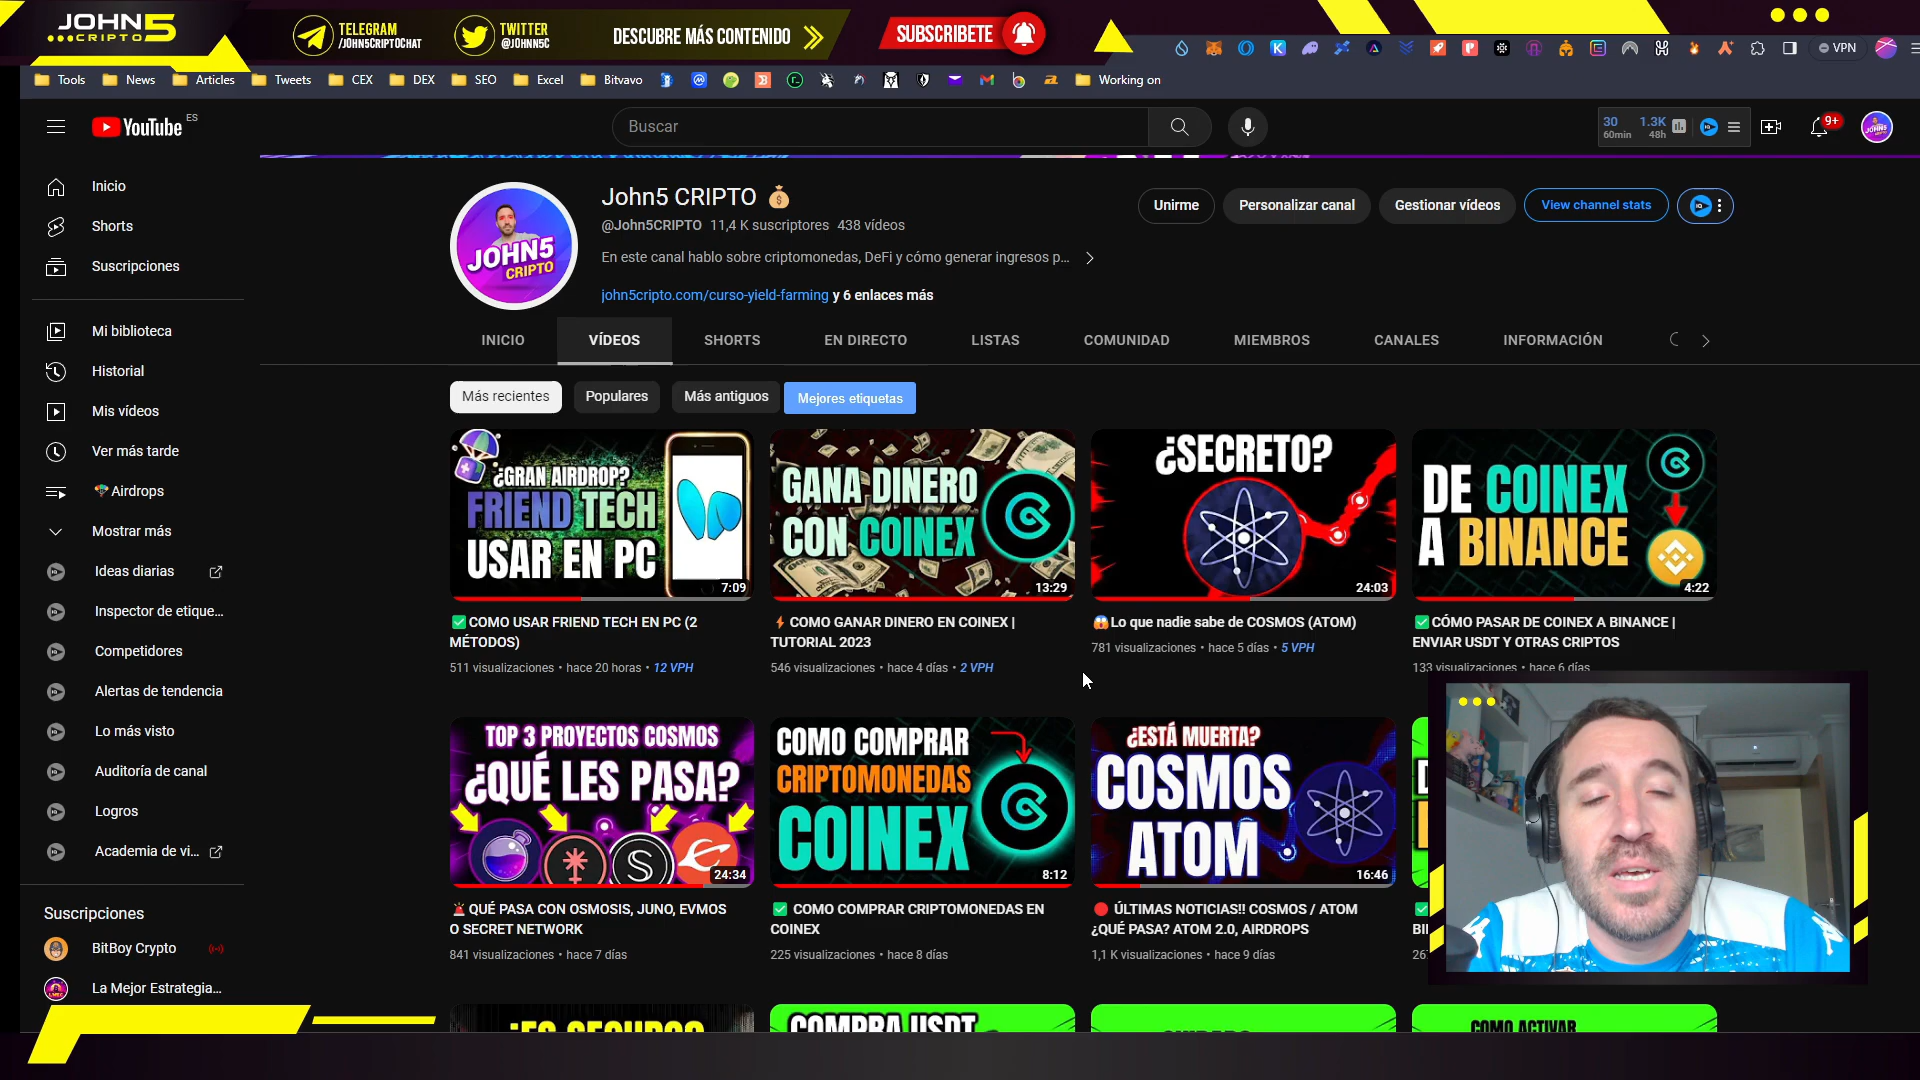 JOHN 5
CRIPTO
TELEGRAM
/JOHN5CRIPTOCHAT
TWITTER
@J0HNN5C
DESCUBRE MÁS CONTENIDO
SUBSCRIBETE
VPN
Tools
News
Articles
Tweets
CEX
DEX
SEO
Excel
Bitvavo
Working on
YouTube ES
Buscar
30
60min
1.3K
48h
9+
Inicio
Shorts
Suscripciones
Mi biblioteca
Historial
Mis vídeos
Ver más tarde
Airdrops
Mostrar más
Ideas diarias
Inspector de etique...
Competidores
Alertas de tendencia
Lo más visto
Auditoría de canal
Logros
Academia de vi...
Suscripciones
BitBoy Crypto
La Mejor Estrategia...
JOHN5
CRIPTO
John5 CRIPTO
@John5CRIPTO 11,4 K suscriptores 438 vídeos
En este canal hablo sobre criptomonedas, DeFi y cómo generar ingresos p...
john5cripto.com/curso-yield-farming y 6 enlaces más
Unirme
Personalizar canal
Gestionar vídeos
View channel stats
INICIO
VÍDEOS
SHORTS
EN DIRECTO
LISTAS
COMUNIDAD
MIEMBROS
CANALES
INFORMACIÓN
Más recientes
Populares
Más antiguos
Mejores etiquetas
¿GRAN AIRDROP?
FRIEND TECH
USAR EN PC
7:09
COMO USAR FRIEND TECH EN PC (2
MÉTODOS)
511 visualizaciones • hace 20 horas • 12 VPH
GANA DINERO
CON COINEX
13:29
COMO GANAR DINERO EN COINEX |
TUTORIAL 2023
546 visualizaciones • hace 4 días • 2 VPH
¿SECRETO?
24:03
Lo que nadie sabe de COSMOS (ATOM)
781 visualizaciones • hace 5 días • 5 VPH
DE COINEX
A BINANCE
4:22
CÓMO PASAR DE COINEX A BINANCE |
ENVIAR USDT Y OTRAS CRIPTOS
133 visualizaciones • hace 6 días
TOP 3 PROYECTOS COSMOS
¿QUÉ LES PASA?
24:34
QUÉ PASA CON OSMOSIS, JUNO, EVMOS
O SECRET NETWORK
841 visualizaciones • hace 7 días
COMO COMPRAR
CRIPTOMONEDAS
COINEX
8:12
COMO COMPRAR CRIPTOMONEDAS EN
COINEX
225 visualizaciones • hace 8 días
¿ESTÁ MUERTA?
COSMOS
ATOM
16:46
ÚLTIMAS NOTICIAS!! COSMOS / ATOM
¿QUÉ PASA? ATOM 2.0, AIRDROPS
1,1 K visualizaciones • hace 9 días
¿ES SEGURO
COMPRA USDT
COMO ACTIVAR